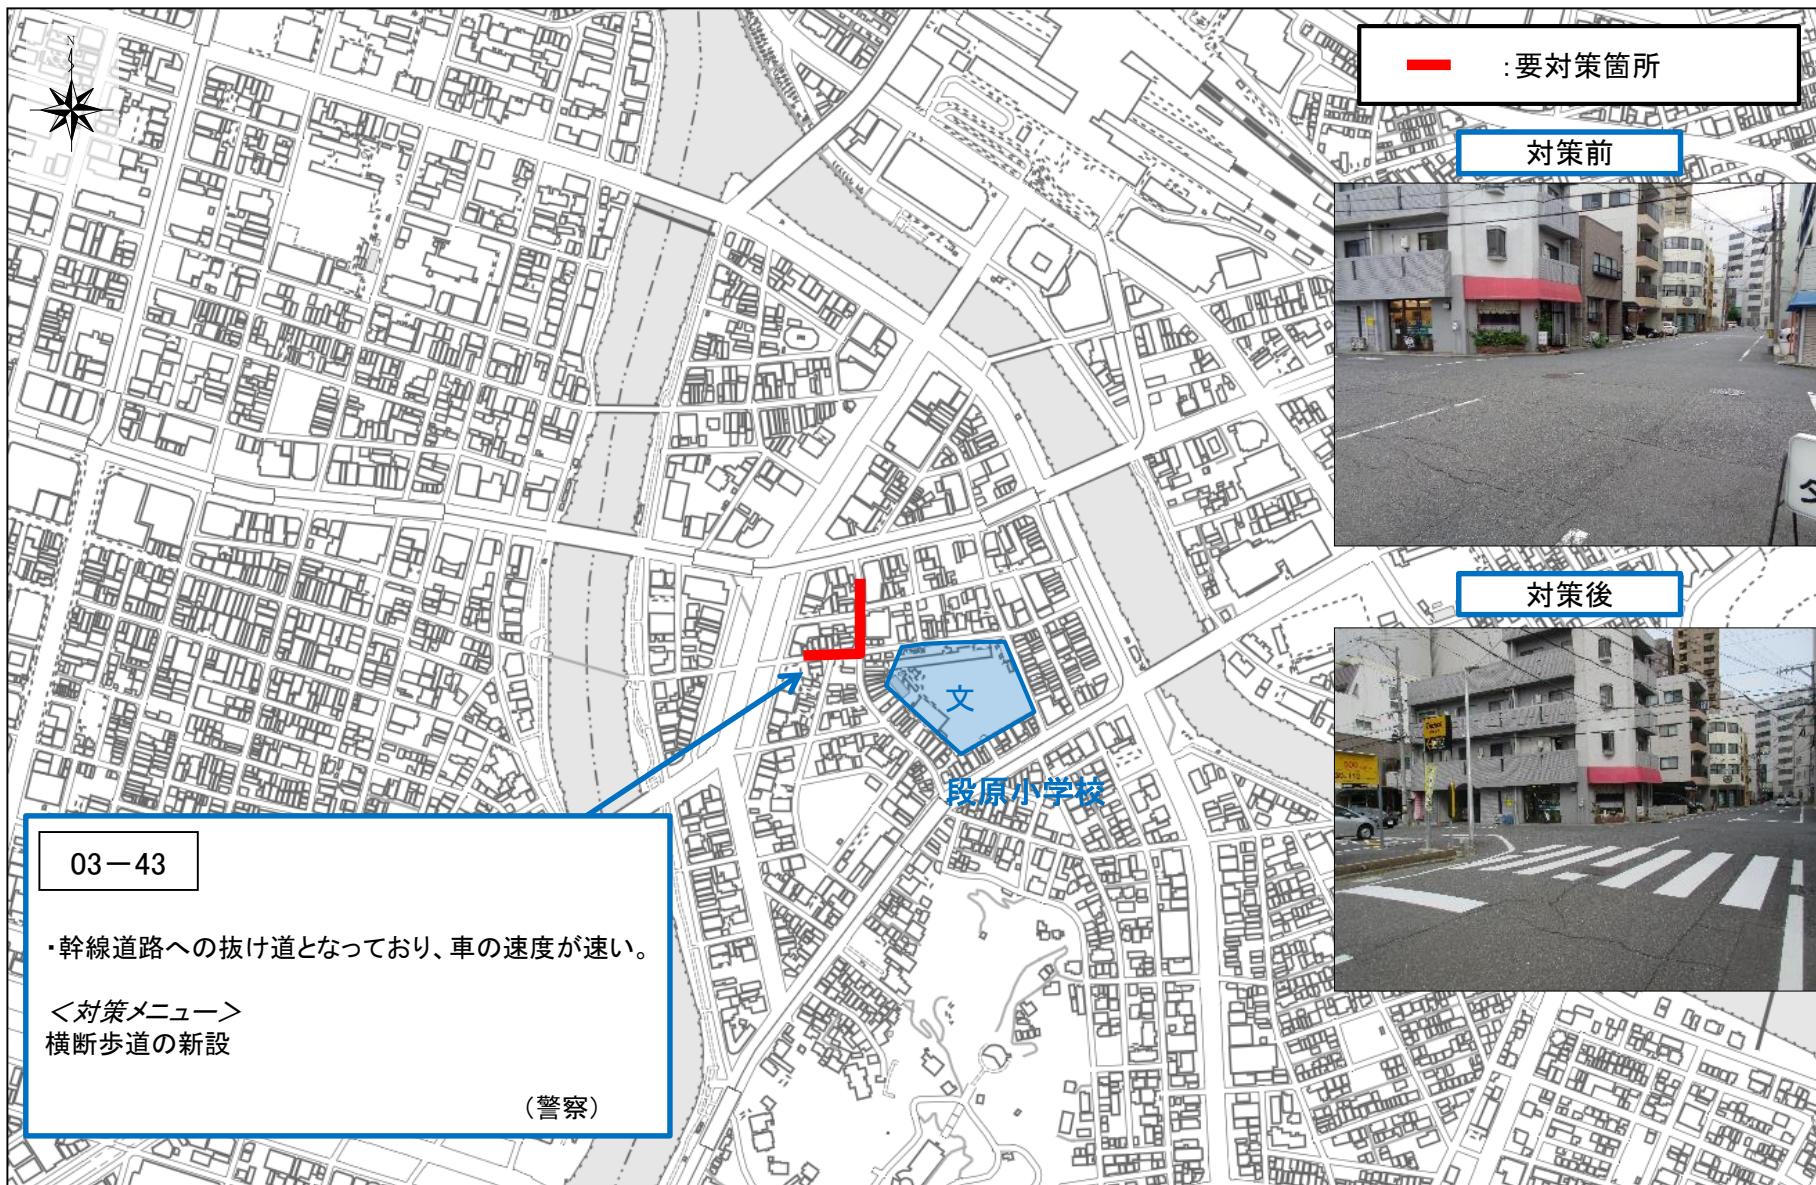 N
：要対策箇所
対策前
タ
対策後
文
段原小学校
03－43
・幹線道路への抜け道となっており、車の速度が速い。
＜対策メニュー＞
横断歩道の新設
（警察）